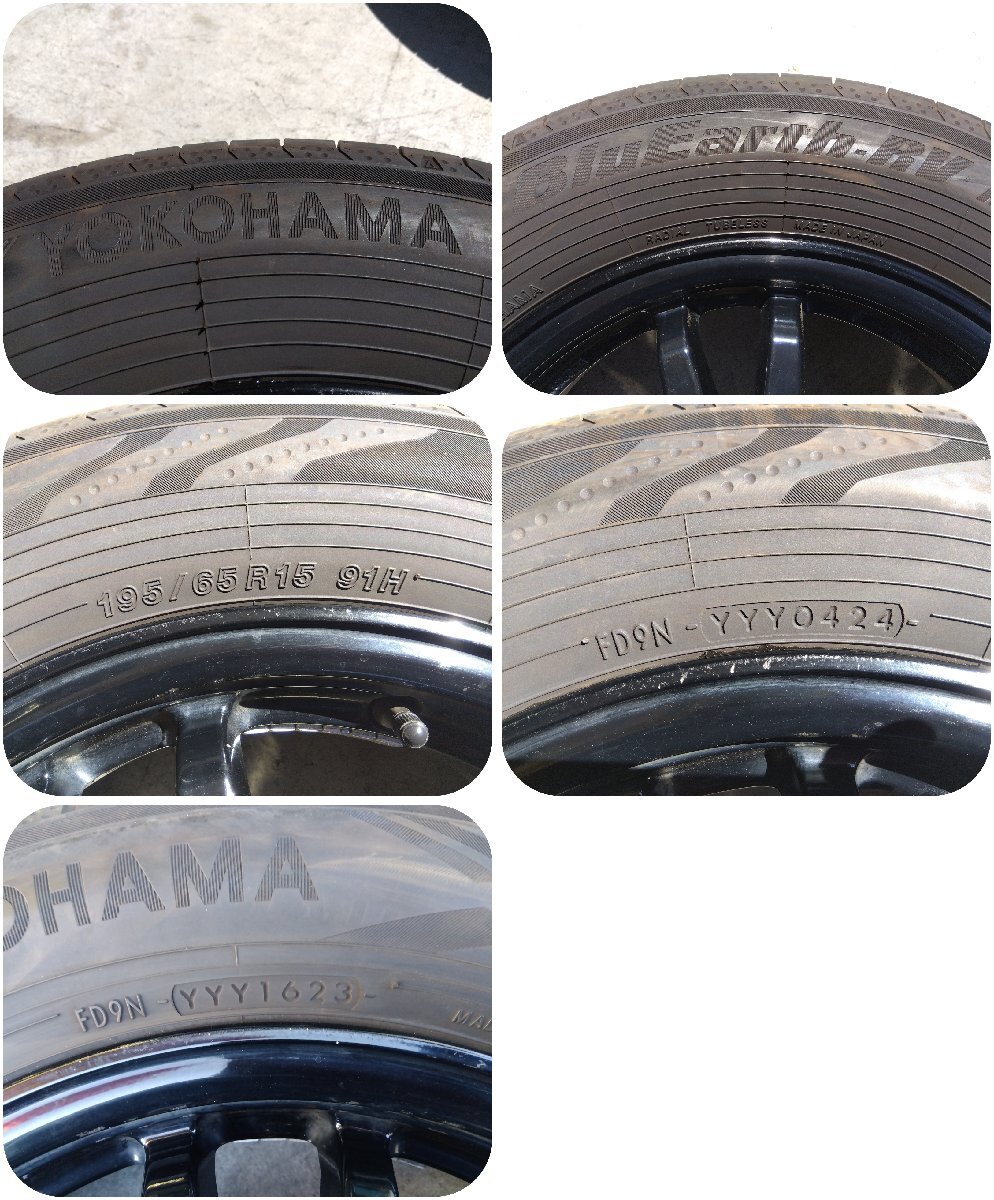 YOKOHAMA
BluEarth-RV
RADIAL TUBELESS MADE IN JAPAN
195/65R15 91H
FD9N - (YYY0424) -
OHAMA
FD9N - (YYY1623) -